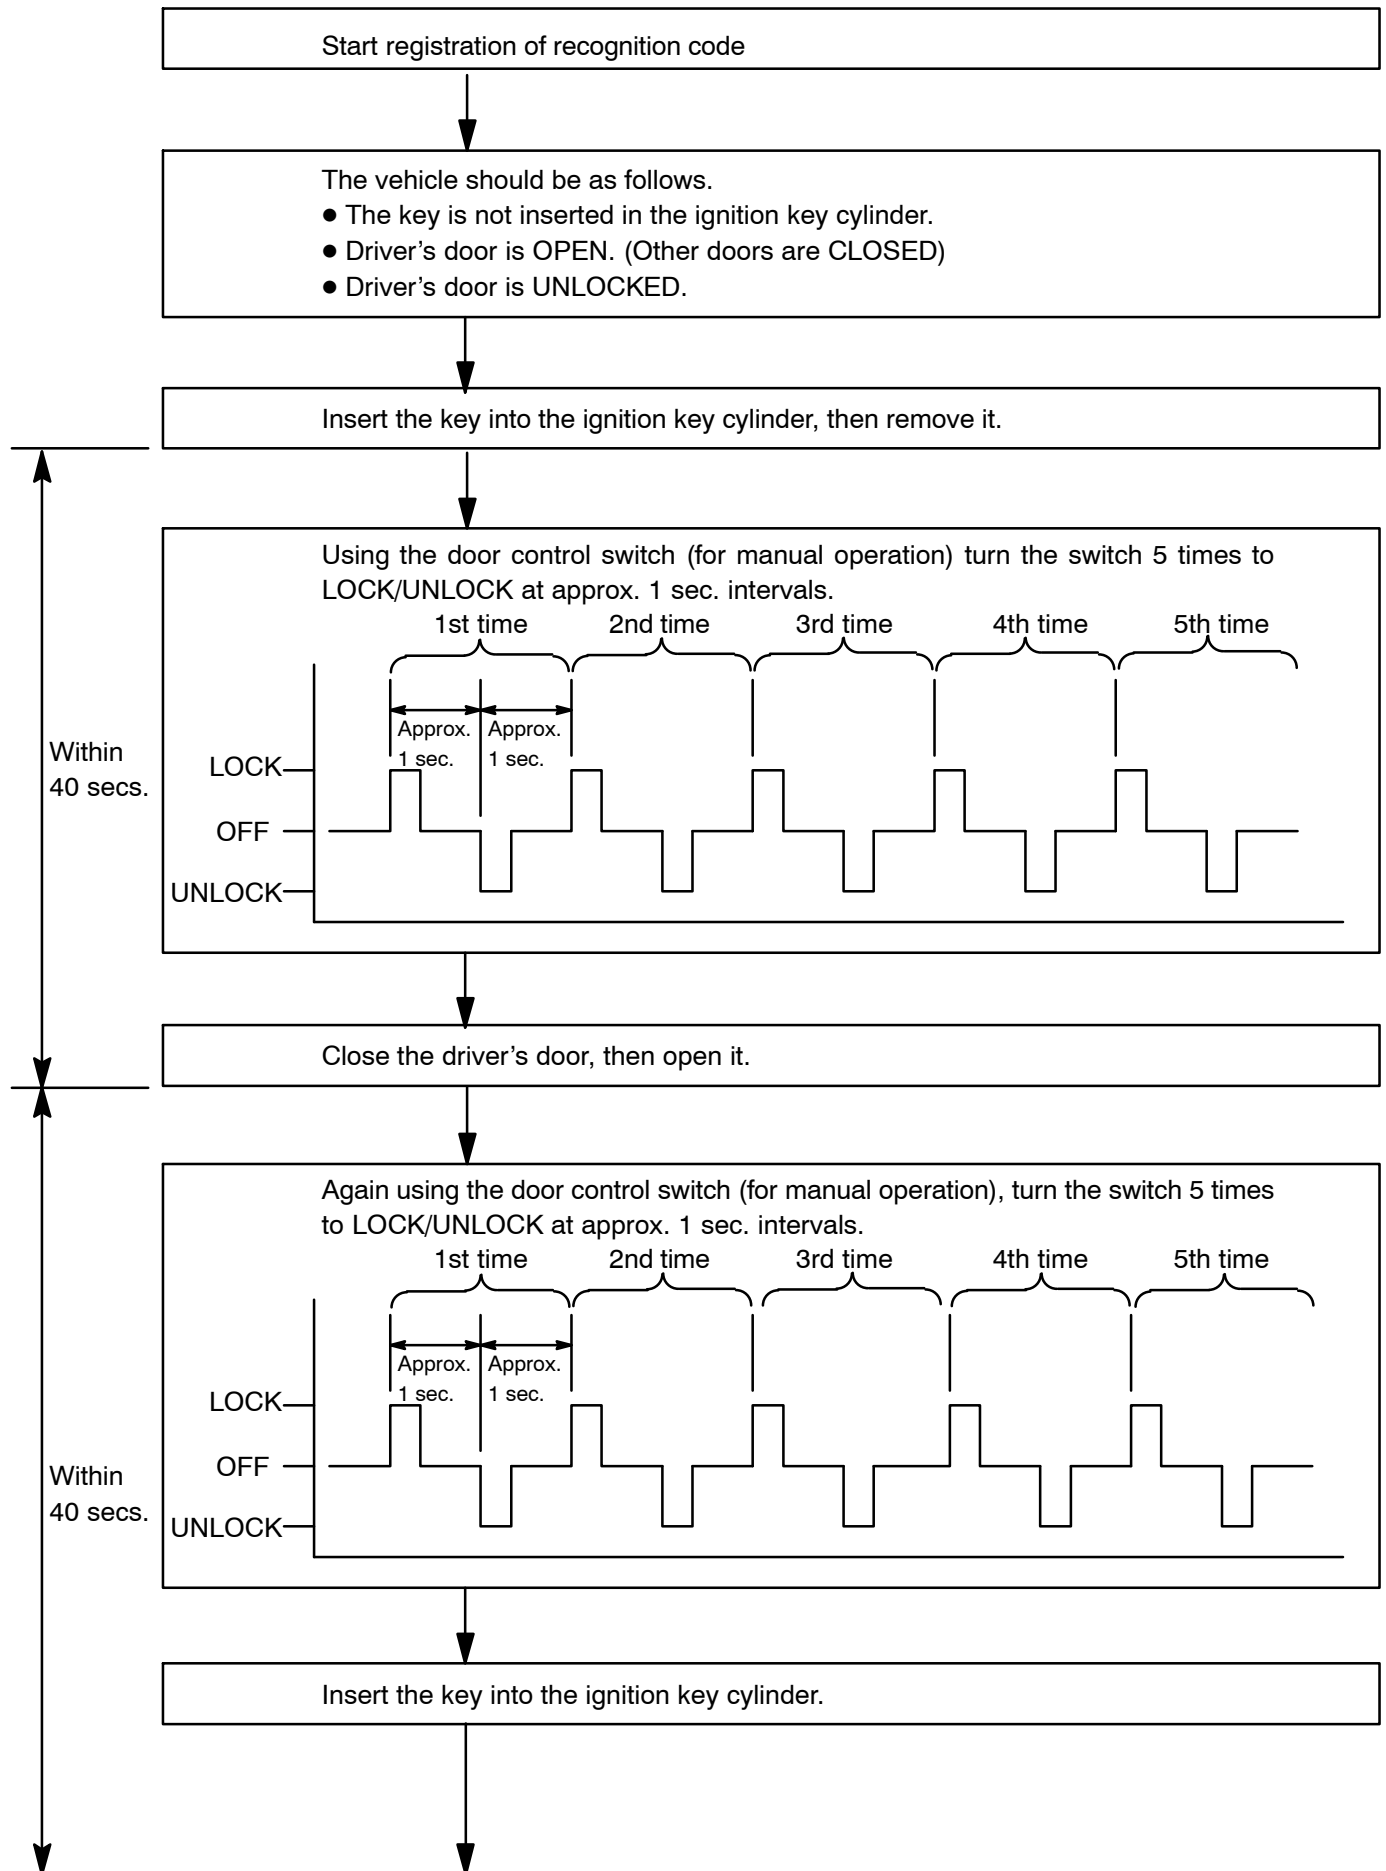 Start registration of recognition code
The vehicle should be as follows.
● The key is not inserted in the ignition key cylinder.
● Driver's door is OPEN. (Other doors are CLOSED)
● Driver's door is UNLOCKED.
Insert the key into the ignition key cylinder, then remove it.
Within
40 secs.
Using the door control switch (for manual operation) turn the switch 5 times to
LOCK/UNLOCK at approx. 1 sec. intervals.
1st time 2nd time 3rd time 4th time 5th time
Approx. Approx.
1 sec. 1 sec.
LOCK
OFF
UNLOCK
Close the driver's door, then open it.
Within
40 secs.
Again using the door control switch (for manual operation), turn the switch 5 times
to LOCK/UNLOCK at approx. 1 sec. intervals.
1st time 2nd time 3rd time 4th time 5th time
Approx. Approx.
1 sec. 1 sec.
LOCK
OFF
UNLOCK
Insert the key into the ignition key cylinder.